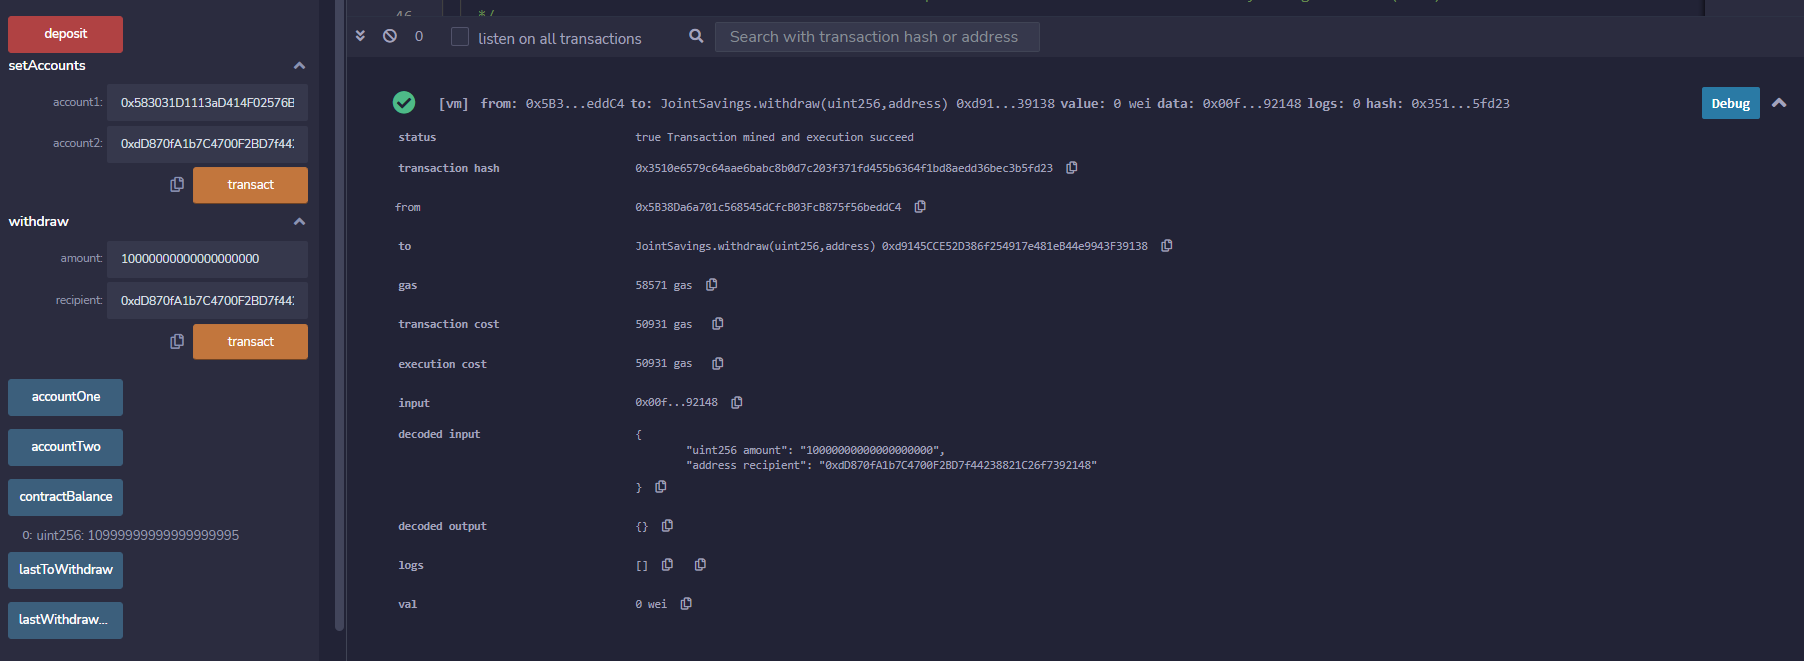 deposit
setAccounts
account1: 0x583031D1113aD414F02576B
account2: 0xdD870fA1b7C4700F2BD7f442
transact
withdraw
amount: 10000000000000000000
recipient: 0xdD870fA1b7C4700F2BD7f442
transact
accountOne
accountTwo
contractBalance
0: uint256: 10999999999999999995
lastToWithdraw
lastWithdraw...
46 */
0 listen on all transactions Search with transaction hash or address
[vm] from: 0x5B3...eddC4 to: JointSavings.withdraw(uint256,address) 0xd91...39138 value: 0 wei data: 0x00f...92148 logs: 0 hash: 0x351...5fd23 Debug
status true Transaction mined and execution succeed
transaction hash 0x3510e6579c64aae6babc8b0d7c203f371fd455b6364f1bd8aedd36bec3b5fd23
from 0x5B38Da6a701c568545dCfcB03FcB875f56beddC4
to JointSavings.withdraw(uint256,address) 0xd9145CCE52D386f254917e481eB44e9943F39138
gas 58571 gas
transaction cost 50931 gas
execution cost 50931 gas
input 0x00f...92148
decoded input {
"uint256 amount": "10000000000000000000",
"address recipient": "0xdD870fA1b7C4700F2BD7f44238821C26f7392148"
}
decoded output {}
logs []
val 0 wei